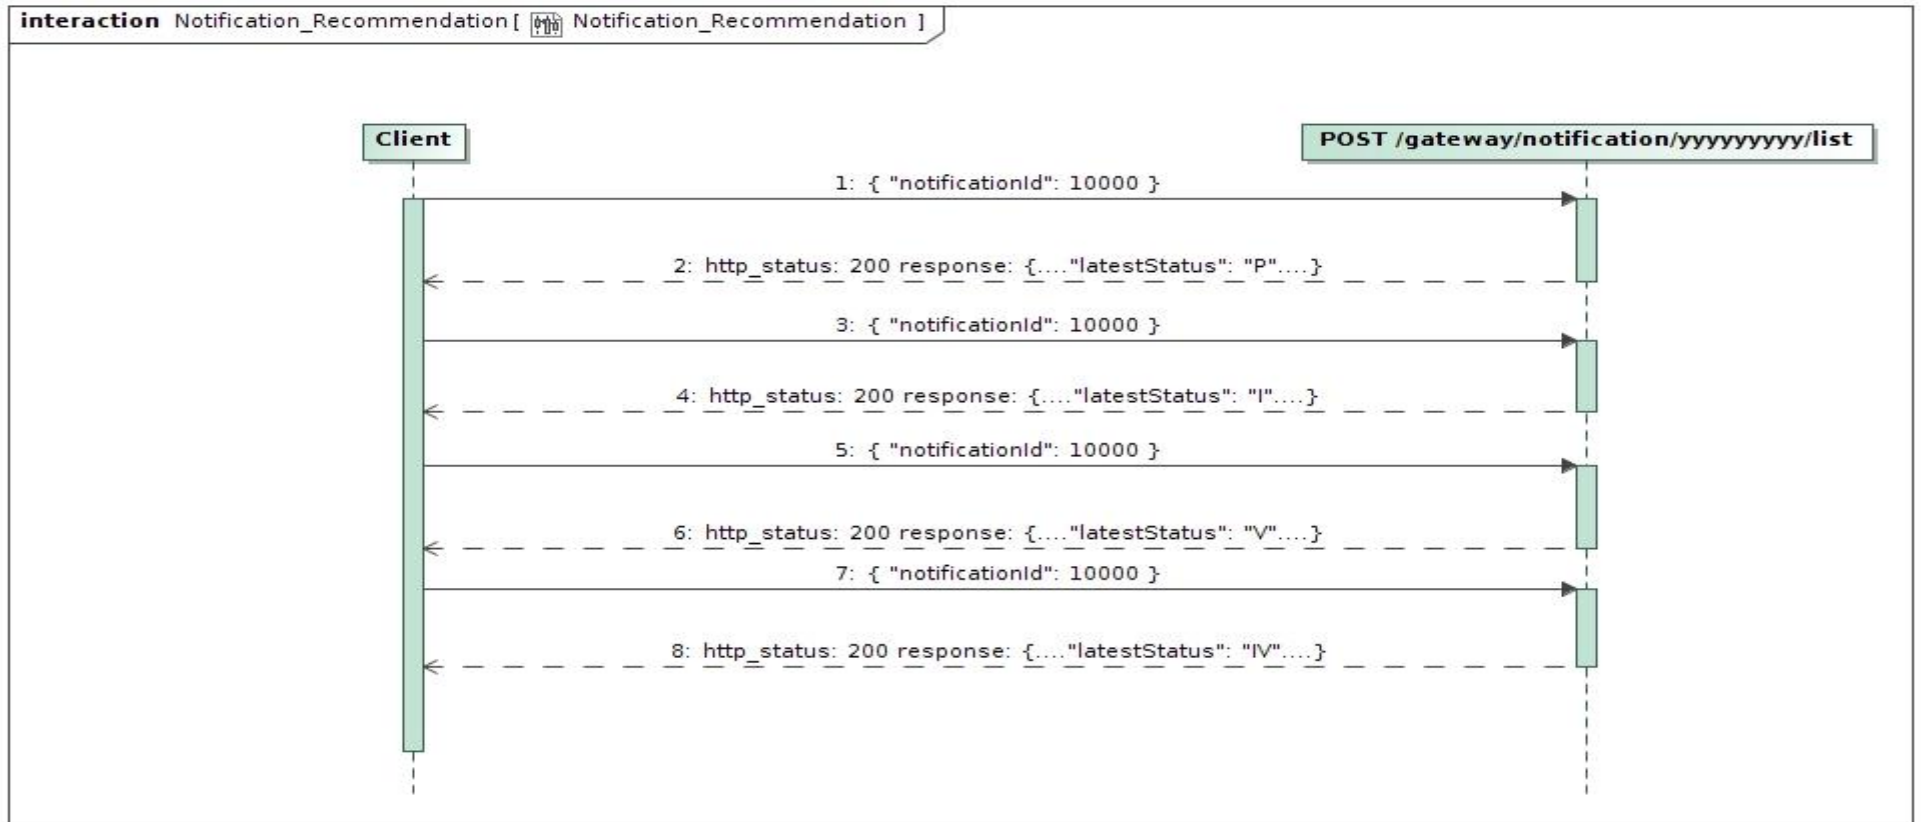 interaction Notification_Recommendation[ Notification_Recommendation ]
Client
POST /gateway/notification/yyyyyyyyy/list
1: { "notificationId": 10000 }
2: http_status: 200 response: {...."latestStatus": "P"....}
3: { "notificationId": 10000 }
4: http_status: 200 response: {...."latestStatus": "I"....}
5: { "notificationId": 10000 }
6: http_status: 200 response: {...."latestStatus": "V"....}
7: { "notificationId": 10000 }
8: http_status: 200 response: {...."latestStatus": "IV"....}